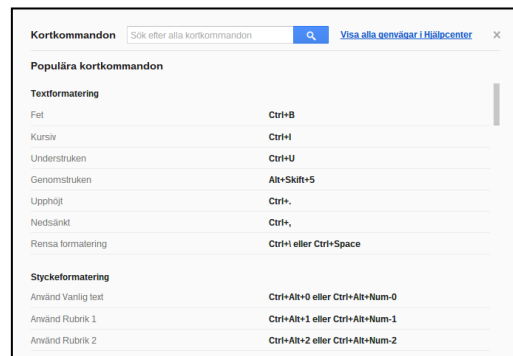 Kortkommandon Sök efter alla kortkommandon Visa alla genvägar i Hjälpcenter ×
Populära kortkommandon
Textformatering
Fet Ctrl+B
Kursiv Ctrl+I
Understruken Ctrl+U
Genomstruken Alt+Skift+5
Upphöjt Ctrl+.
Nedsänkt Ctrl+,
Rensa formatering Ctrl+\ eller Ctrl+Space
Styckeformatering
Använd Vanlig text Ctrl+Alt+0 eller Ctrl+Alt+Num-0
Använd Rubrik 1 Ctrl+Alt+1 eller Ctrl+Alt+Num-1
Använd Rubrik 2 Ctrl+Alt+2 eller Ctrl+Alt+Num-2